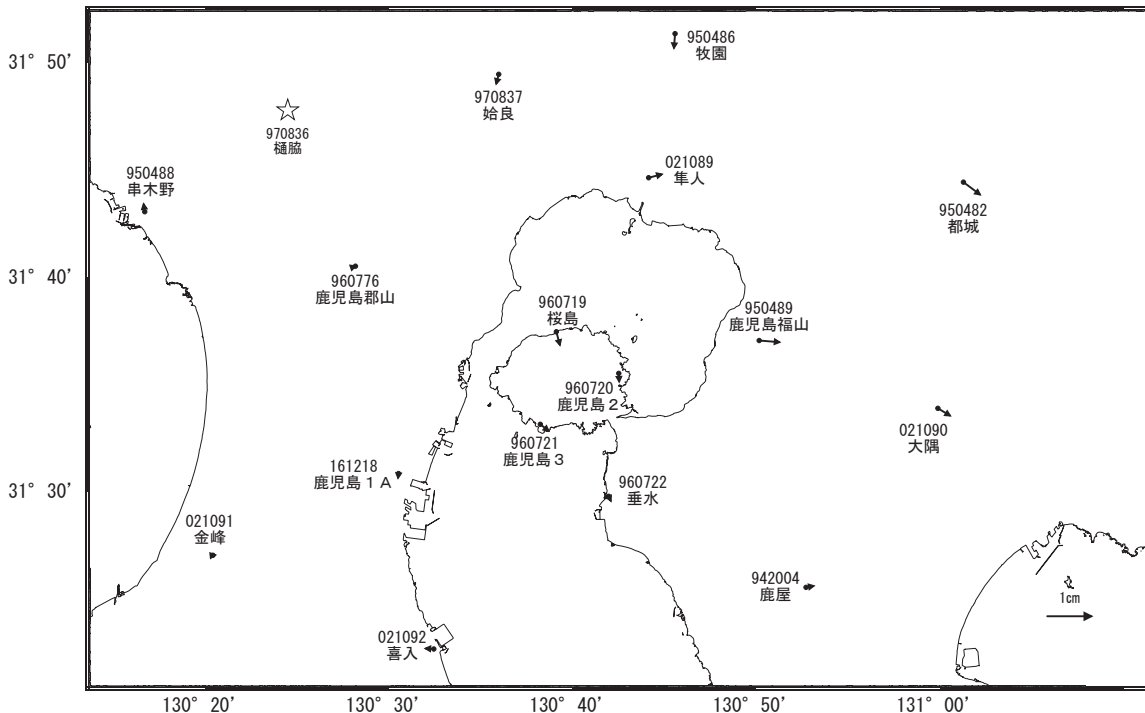 31° 50'
31° 40'
31° 30'
950486
牧園
970837
姶良
970836
樋脇
950488
串木野
021089
隼人
950482
都城
960776
鹿児島郡山
960719
桜島
950489
鹿児島福山
960720
鹿児島２
960721
鹿児島３
021090
大隅
161218
鹿児島１Ａ
960722
垂水
021091
金峰
942004
鹿屋
1cm
021092
喜入
130° 20'
130° 30'
130° 40'
130° 50'
131° 00'